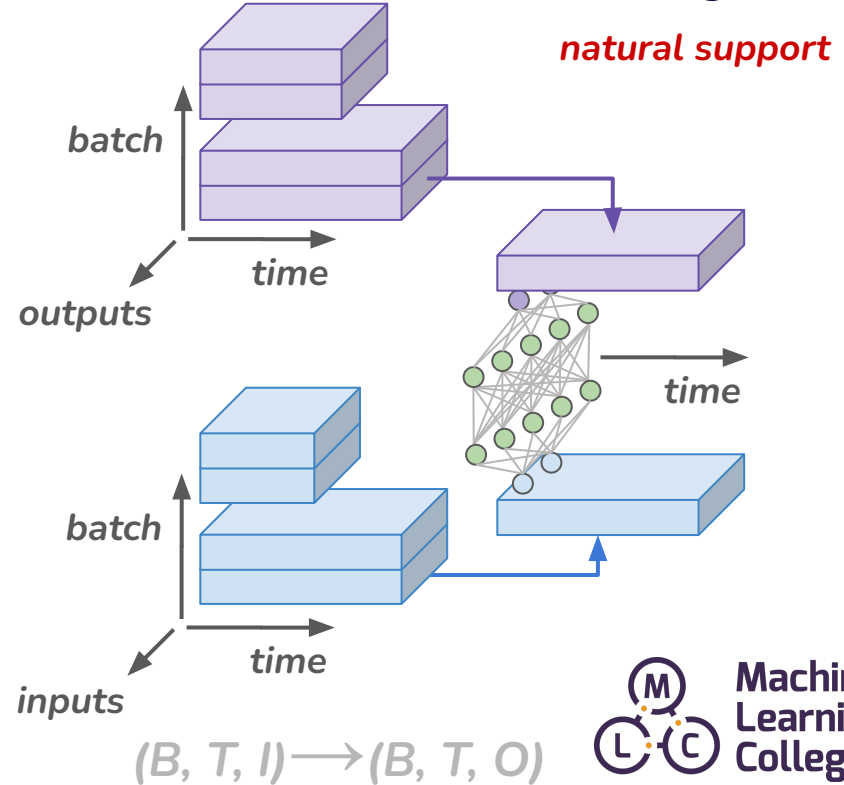 natural support
batch
time
outputs
time
batch
time
inputs
(B, T, I)→(B, T, O)
M
L C
Machi
Learni
Colleg